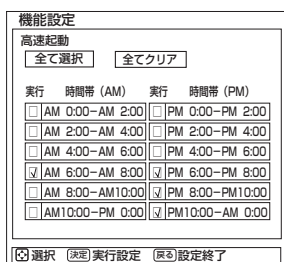 機能設定
高速起動
全て選択 全てクリア
実行 時間帯（AM） 実行 時間帯（PM）
AM 0:00－AM 2:00 PM 0:00－PM 2:00
AM 2:00－AM 4:00 PM 2:00－PM 4:00
AM 4:00－AM 6:00 PM 4:00－PM 6:00
AM 6:00－AM 8:00 PM 6:00－PM 8:00
AM 8:00－AM10:00 PM 8:00－PM10:00
AM10:00－PM 0:00 PM10:00－AM 0:00
選択 決定 実行設定 戻る 設定終了